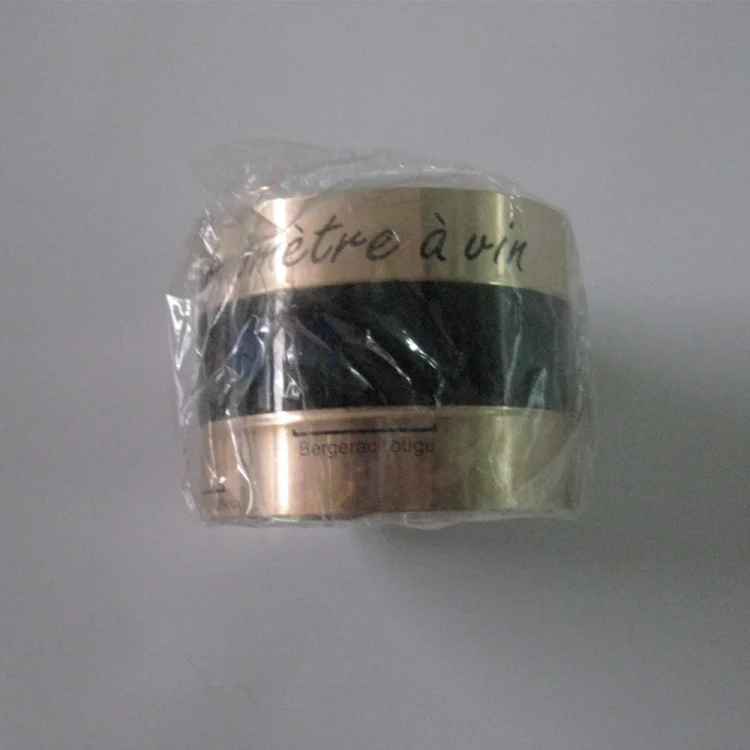 mètre à vin
Bergerac rouge